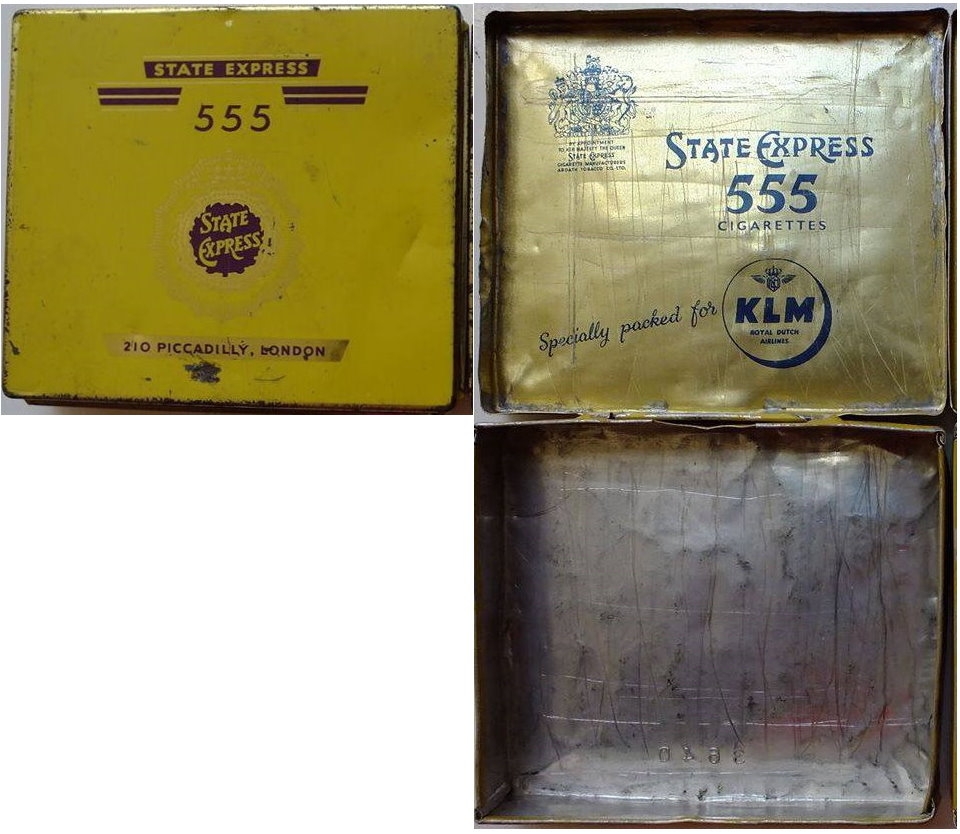 STATE EXPRESS
555
STATE
EXPRESS
210 PICCADILLY, LONDON
BY APPOINTMENT
TO HER MAJESTY THE QUEEN
STATE EXPRESS
CIGARETTE MANUFACTURERS
ARDATH TOBACCO CO. LTD.
STATE EXPRESS
555
CIGARETTES
Specially packed for
KLM
ROYAL DUTCH
AIRLINES